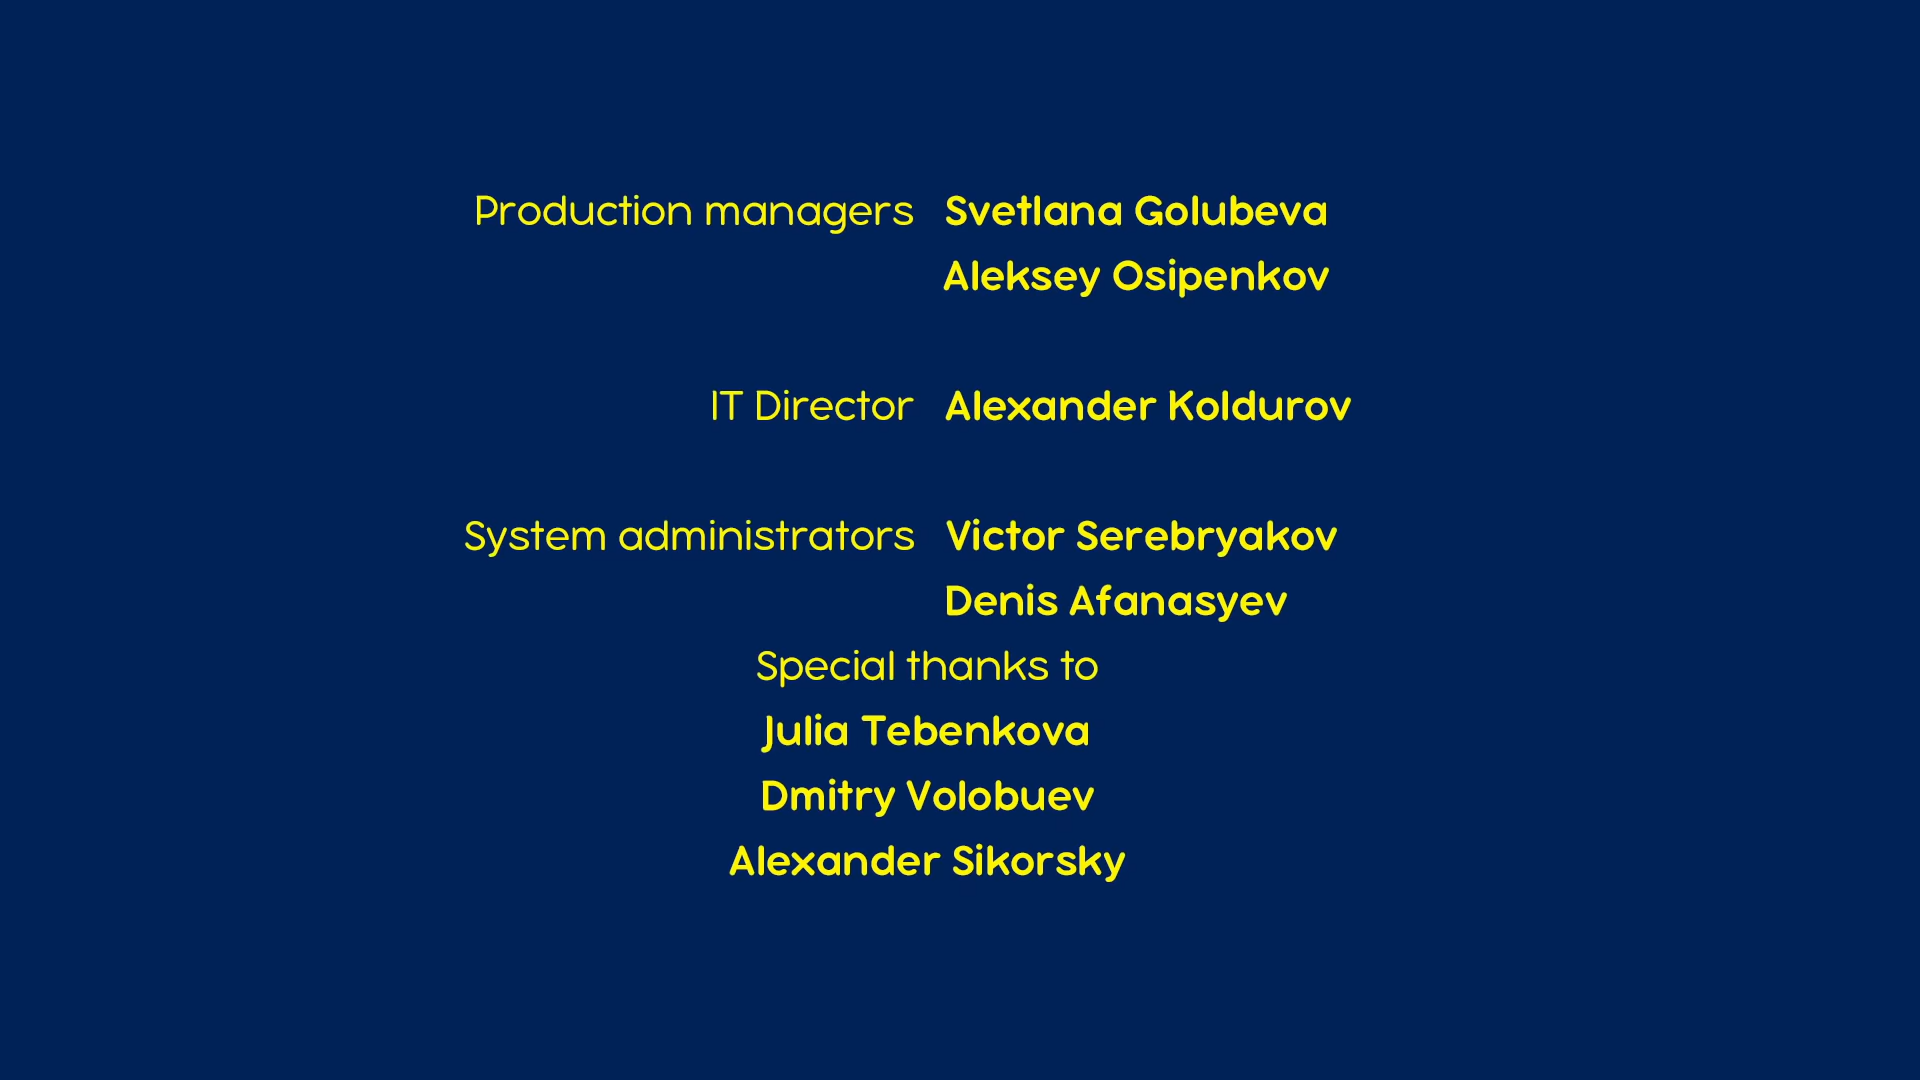 Production managers Svetlana Golubeva
Aleksey Osipenkov
IT Director Alexander Koldurov
System administrators Victor Serebryakov
Denis Afanasyev
Special thanks to
Julia Tebenkova
Dmitry Volobuev
Alexander Sikorsky